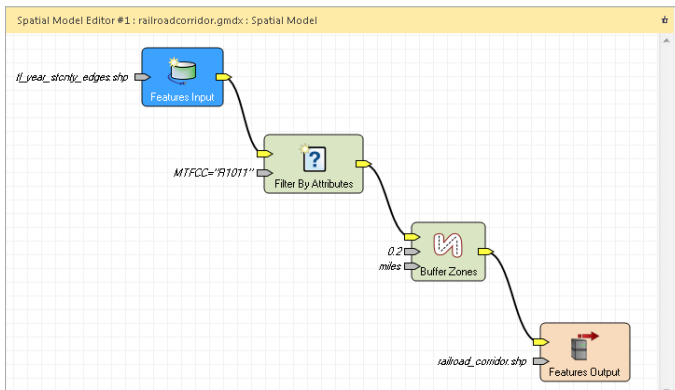 Spatial Model Editor #1 : railroadcorridor.gmdx : Spatial Model
tl_year_stcnty_edges.shp
Features Input
MTFCC="R1011"
Filter By Attributes
0.2
miles
Buffer Zones
railroad_corridor.shp
Features Output